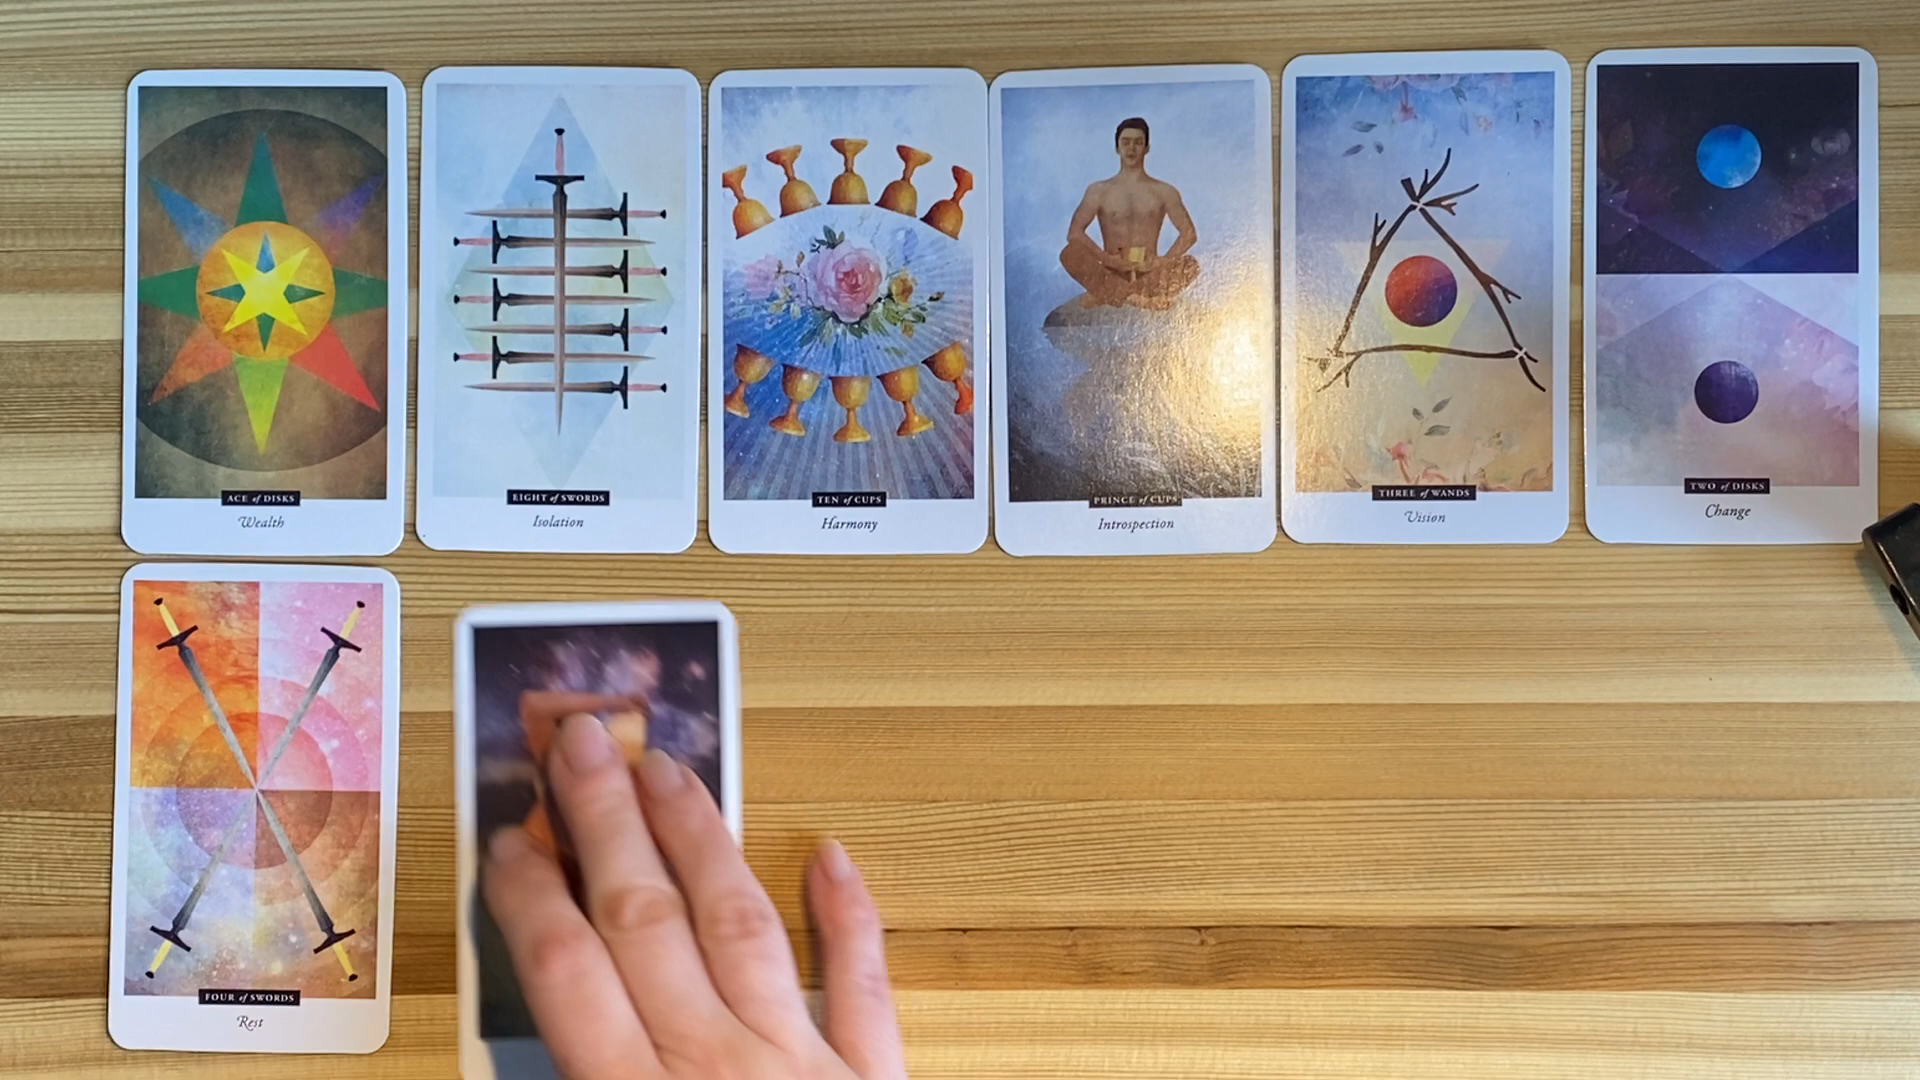 ACE of DISKS
Wealth
EIGHT of SWORDS
Isolation
TEN of CUPS
Harmony
PRINCE of CUPS
Introspection
THREE of WANDS
Vision
TWO of DISKS
Change
FOUR of SWORDS
Rest